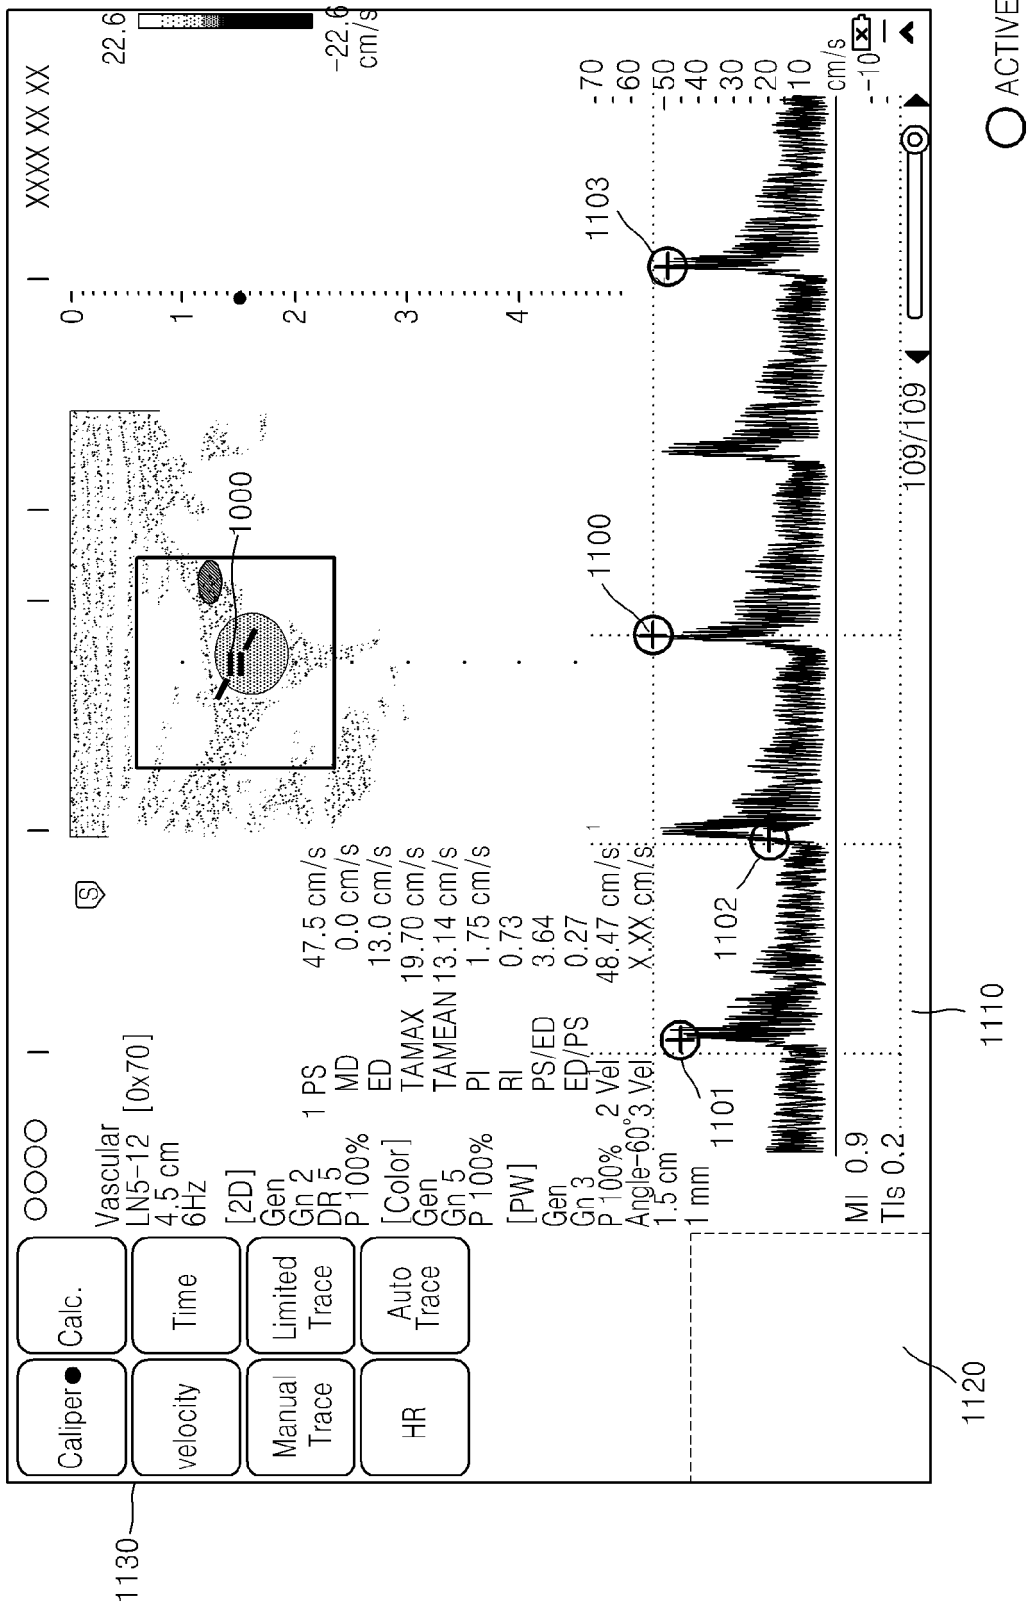 1130
Caliper
Calc.
velocity
Time
Manual
Trace
Limited
Trace
HR
Auto
Trace
1120
XXXX XX XX
Vascular
LN5-12 [0x70]
4.5 cm
6Hz
[2D]
Gen
Gn 2
DR 5
P 100%
[Color]
Gen
Gn 5
P 100%
[PW]
Gen
Gn 3
P 100%
Angle-60°
1.5 cm
1 mm
1 PS 47.5 cm/s
MD 0.0 cm/s
ED 13.0 cm/s
TAMAX 19.70 cm/s
TAMEAN 13.14 cm/s
PI 1.75 cm/s
RI 0.73
PS/ED 3.64
ED/PS 0.27
2 Vel 48.47 cm/s
3 Vel X.XX cm/s
1
S
1000
0
1
2
3
4
22.6
-22.6
cm/s
1101
1102
1100
1103
-70
-60
-50
-40
-30
-20
10
cm/s
-10
x
MI 0.9
TIs 0.2
109/109
1110
ACTIVE